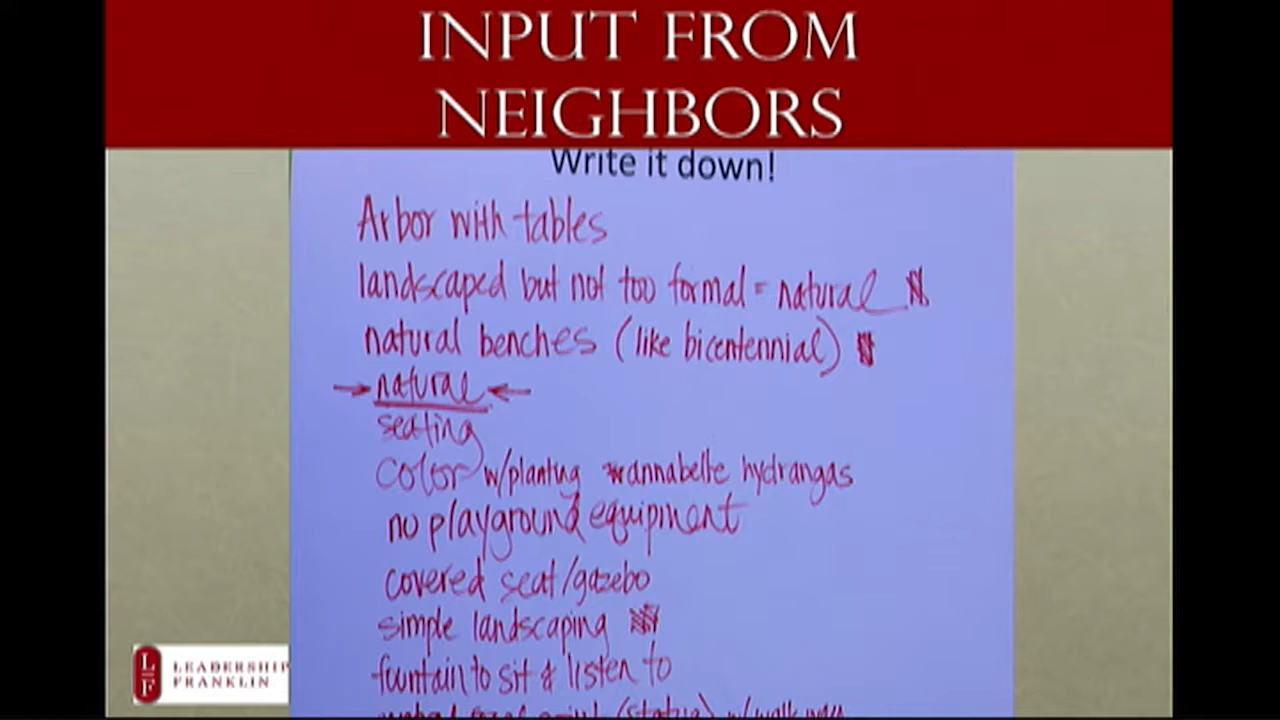 INPUT FROM
NEIGHBORS
Write it down!
Arbor with tables
landscaped but not too formal = natural
natural benches (like bicentennial)
→ natural ←
seating
color w/planting *annabelle hydrangas
no playground equipment
covered seat/gazebo
simple landscaping
fountain to sit & listen to
(statue) w/walkway
L
F
LEADERSHIP
FRANKLIN